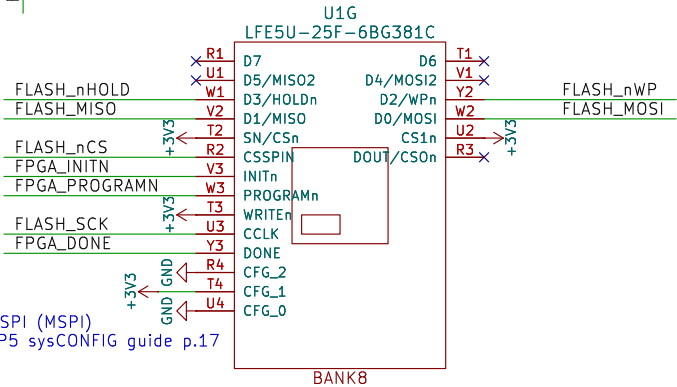 U1G
LFE5U-25F-6BG381C
R1 D7 D6 T1
U1 D5/MISO2 D4/MOSI2 V1
FLASH_nHOLD W1 D3/HOLDn D2/WPn Y2 FLASH_nWP
FLASH_MISO V2 D1/MISO D0/MOSI W2 FLASH_MOSI
+3V3 T2 SN/CSn CS1n U2 +3V3
FLASH_nCS R2 CSSPIN DOUT/CSOn R3
FPGA_INITN V3 INITn
FPGA_PROGRAMN W3 PROGRAMn
+3V3 T3 WRITEn
FLASH_SCK U3 CCLK
FPGA_DONE Y3 DONE
GND R4 CFG_2
+3V3 T4 CFG_1
GND U4 CFG_0
SPI (MSPI)
P5 sysCONFIG guide p.17
BANK8